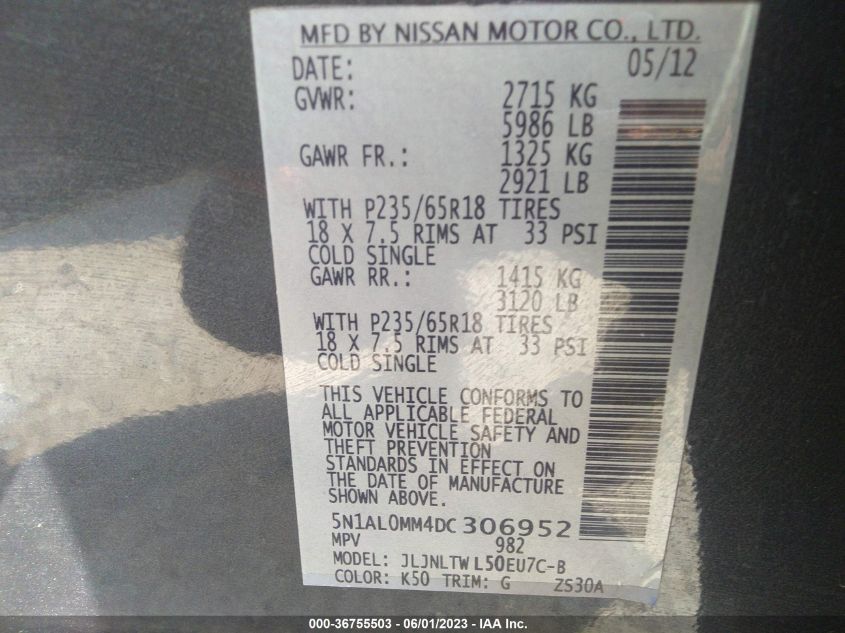 MFD BY NISSAN MOTOR CO., LTD.
DATE: 05/12
GVWR: 2715 KG
5986 LB
GAWR FR.: 1325 KG
2921 LB
WITH P235/65R18 TIRES
18 X 7.5 RIMS AT 33 PSI
COLD SINGLE
GAWR RR.: 1415 KG
3120 LB
WITH P235/65R18 TIRES
18 X 7.5 RIMS AT 33 PSI
COLD SINGLE
THIS VEHICLE CONFORMS TO
ALL APPLICABLE FEDERAL
MOTOR VEHICLE SAFETY AND
THEFT PREVENTION
STANDARDS IN EFFECT ON
THE DATE OF MANUFACTURE
SHOWN ABOVE.
5N1AL0MM4DC 306952
MPV 982
MODEL: JLJNLTW L50EU7C-B
COLOR: K50 TRIM: G ZS30A
000-36755503 - 06/01/2023 - IAA Inc.